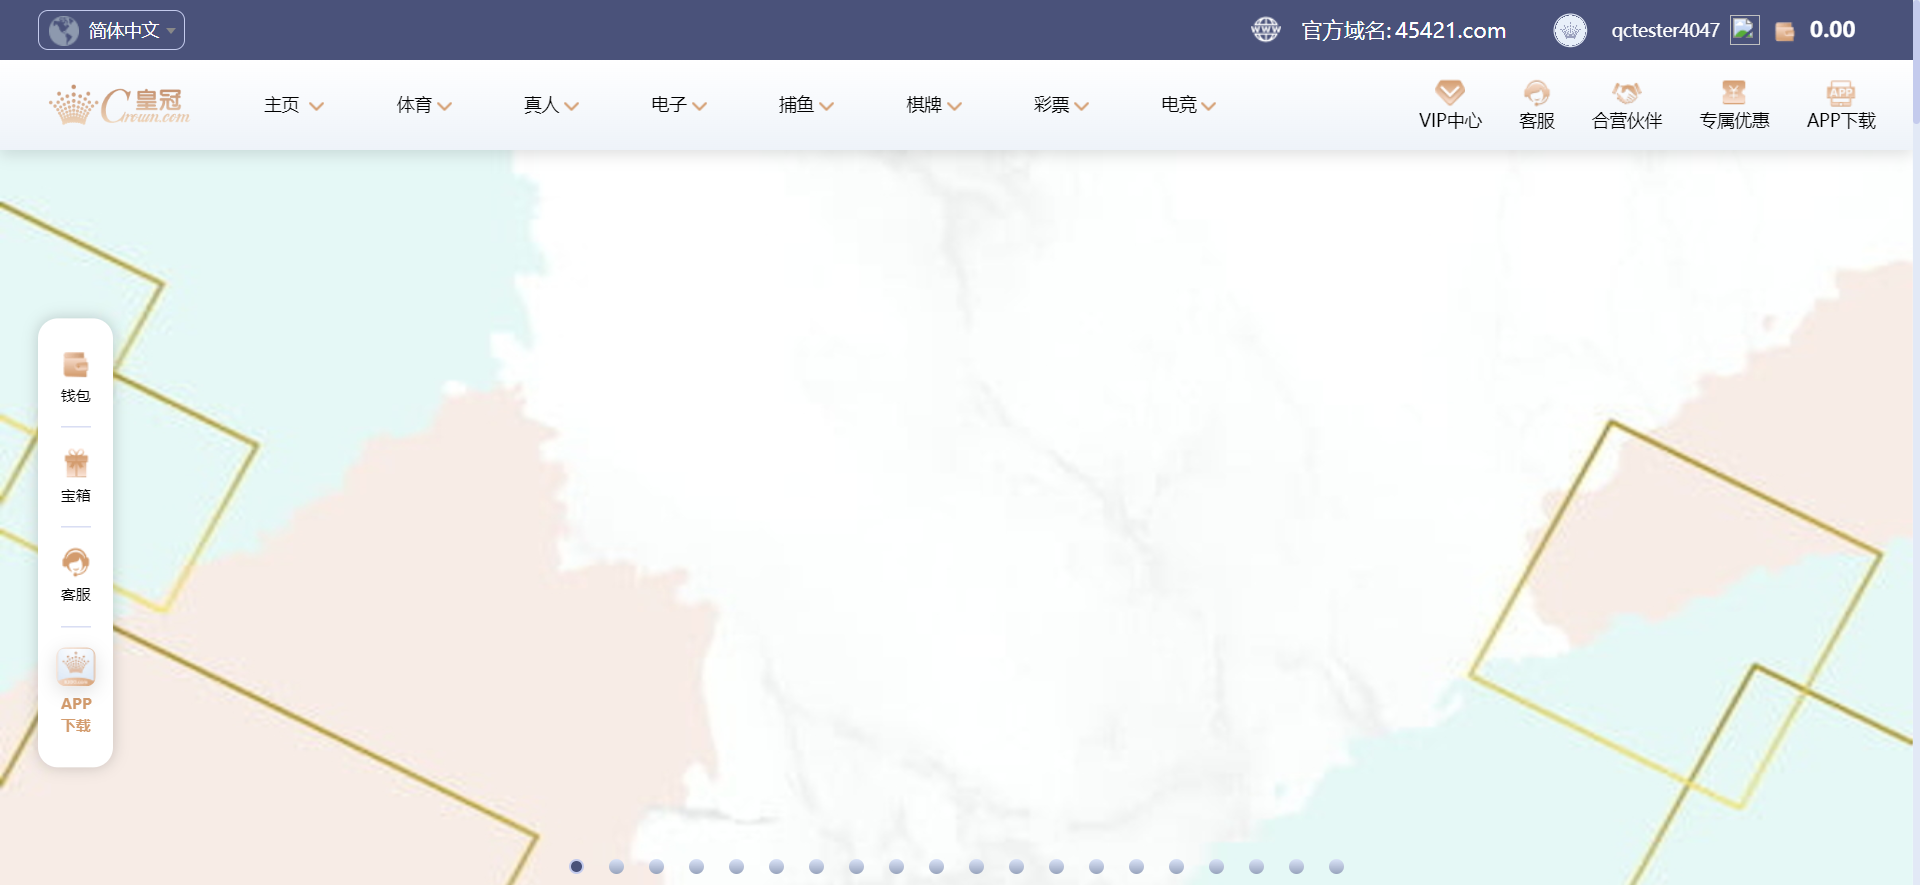 简体中文
官方域名: 45421.com
qctester4047
0.00
皇冠
Crown.com
主页
体育
真人
电子
捕鱼
棋牌
彩票
电竞
VIP中心
客服
合营伙伴
专属优惠
APP下载
钱包
宝箱
客服
APP
下载